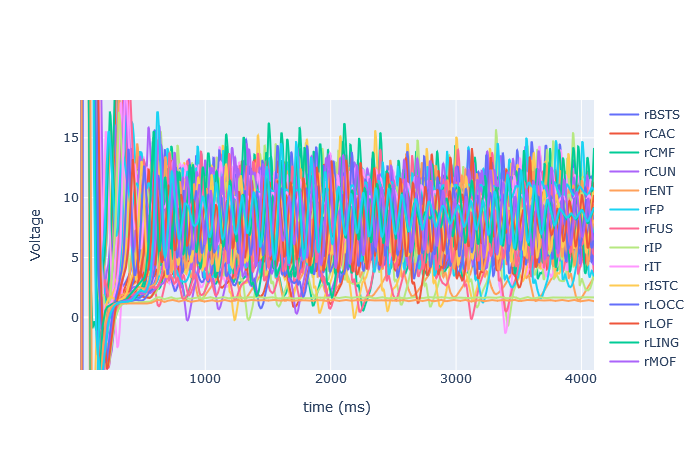 15
10
5
0
Voltage
1000
2000
3000
4000
time (ms)
rBSTS
rCAC
rCMF
rCUN
rENT
rFP
rFUS
rIP
rIT
rISTC
rLOCC
rLOF
rLING
rMOF